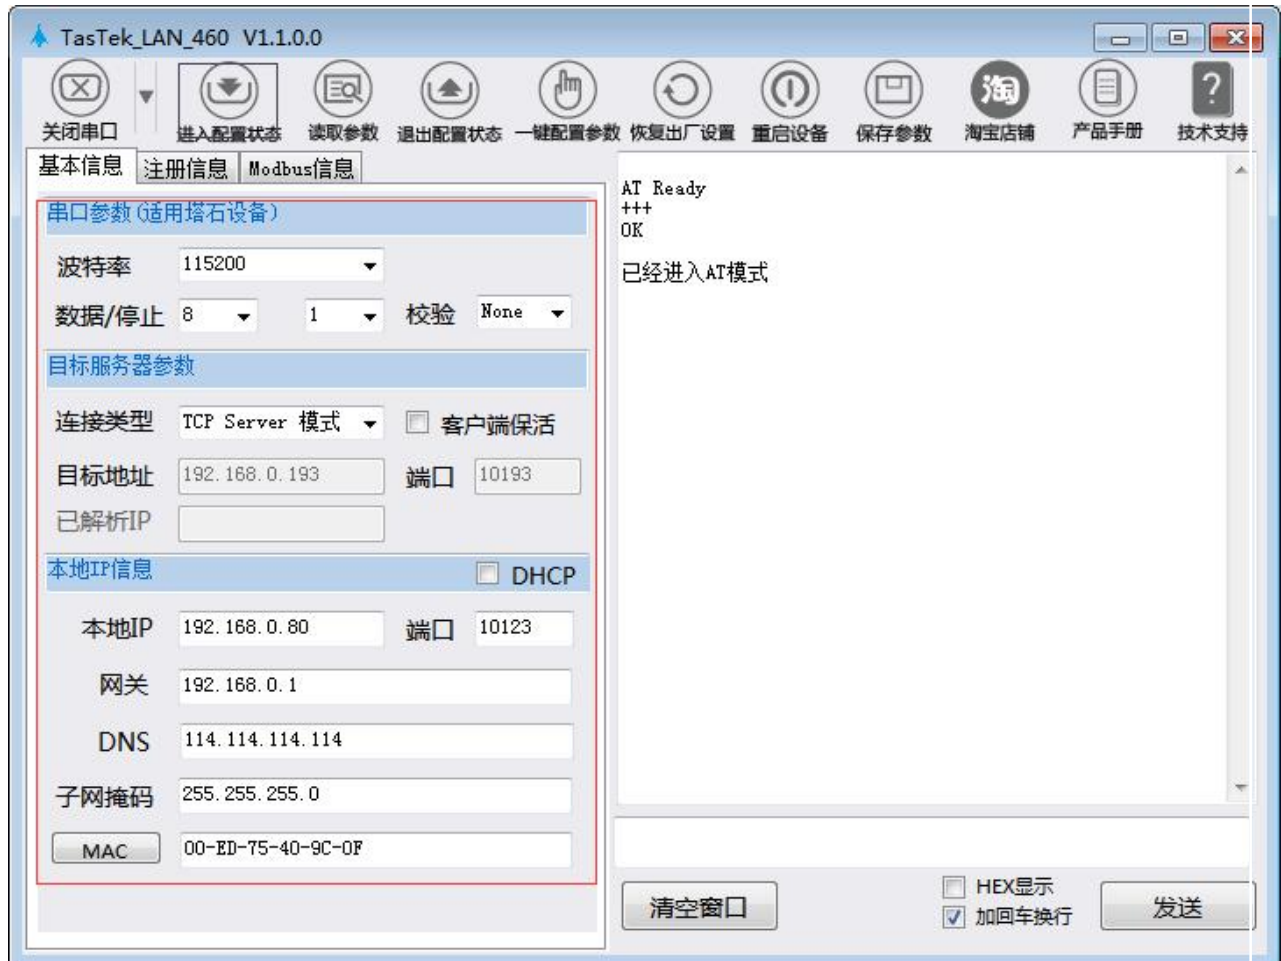 TasTek_LAN_460 V1.1.0.0
关闭串口 进入配置状态 读取参数 退出配置状态 一键配置参数 恢复出厂设置 重启设备 保存参数 淘宝店铺 产品手册 技术支持
淘
?
基本信息 注册信息 Modbus信息
串口参数(适用塔石设备)
波特率 115200
数据/停止 8 1 校验 None
目标服务器参数
连接类型 TCP Server 模式 客户端保活
目标地址 192.168.0.193 端口 10193
已解析IP
本地IP信息 DHCP
本地IP 192.168.0.80 端口 10123
网关 192.168.0.1
DNS 114.114.114.114
子网掩码 255.255.255.0
MAC 00-ED-75-40-9C-0F
AT Ready
+++
OK
已经进入AT模式
清空窗口
HEX显示
加回车换行
发送